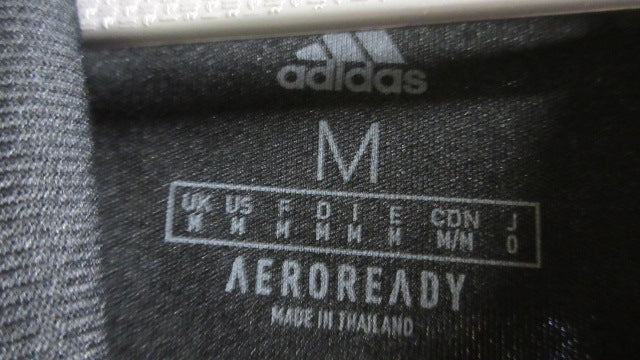 adidas
M
UK US F D I E CDN J
M M M M M M M/M O
AEROREADY
MADE IN THAILAND